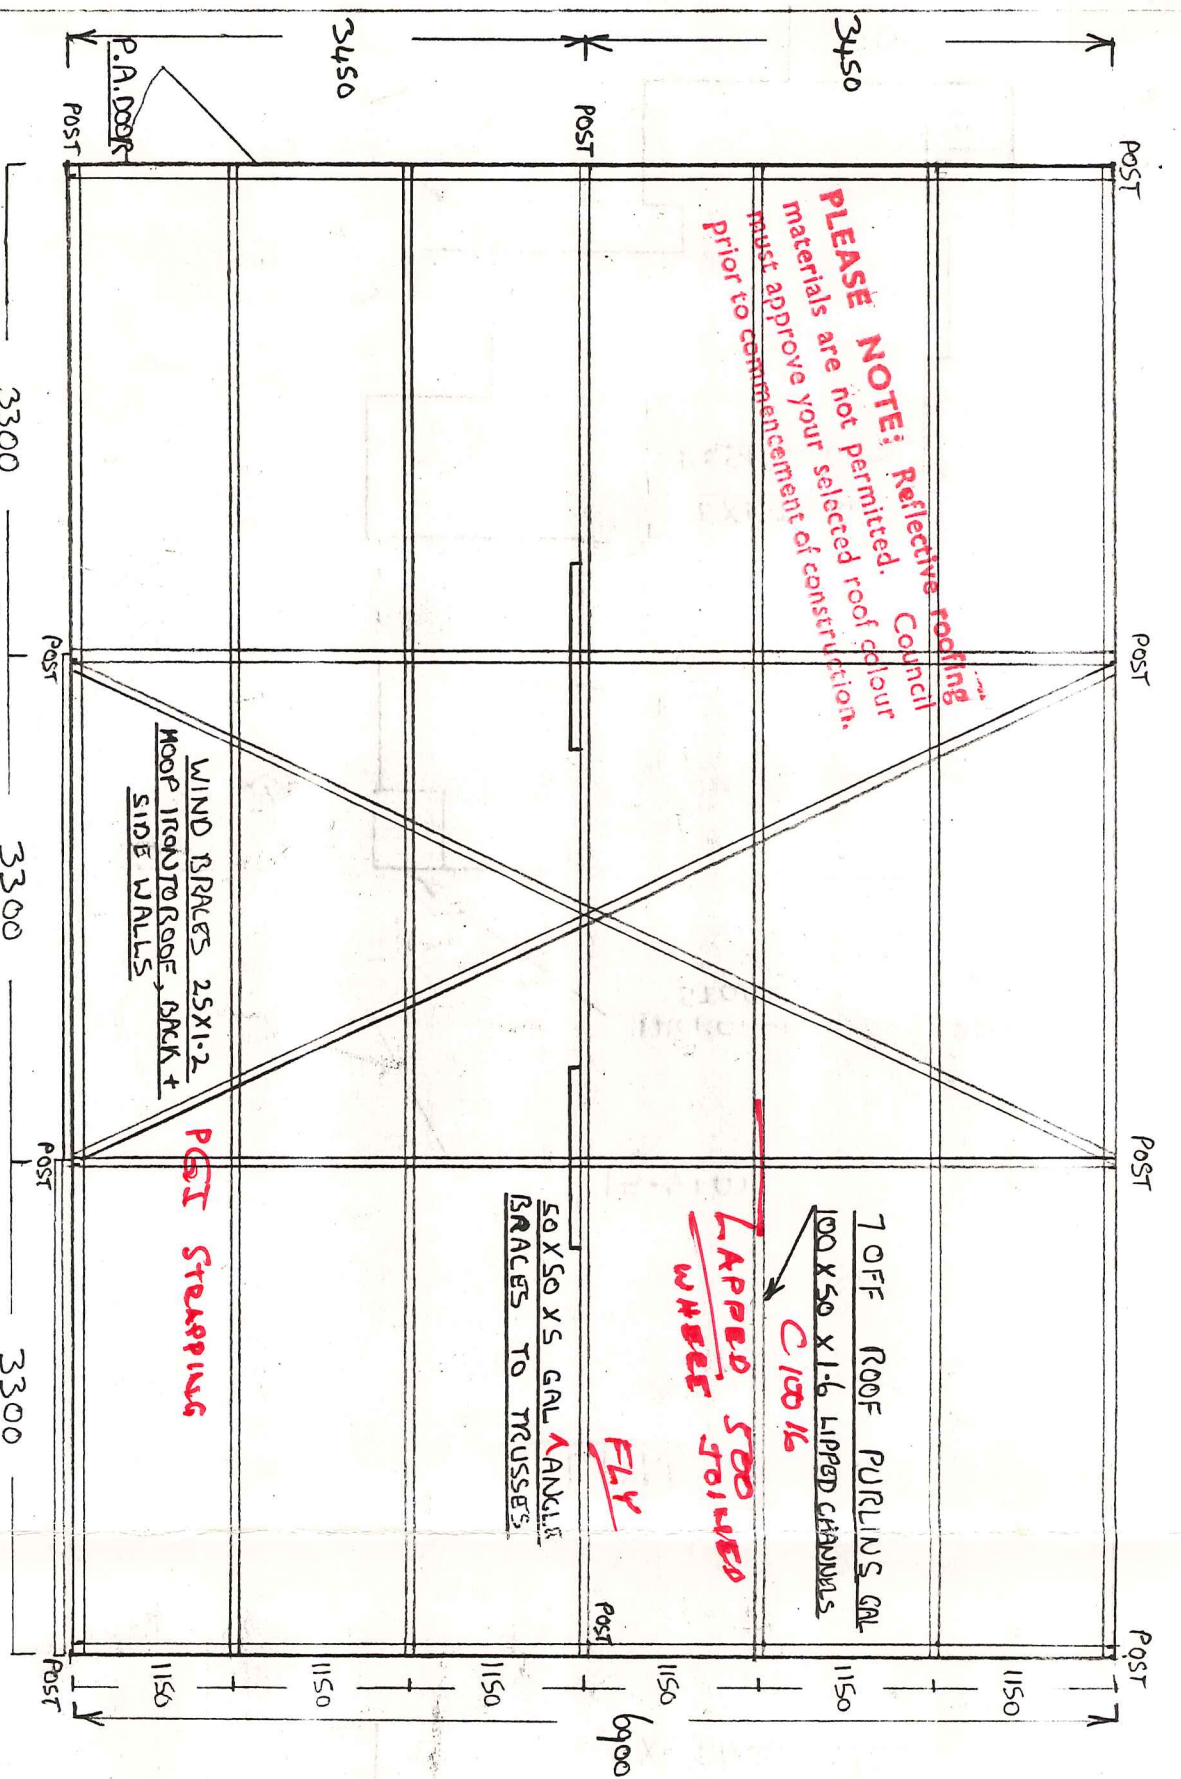 POST
POST
POST
POST
PLEASE NOTE: Reflective roofing
materials are not permitted. Council
must approve your selected roof colour
prior to commencement of construction.
7 OFF ROOF PURLINS GAL
100 X 50 X 1.6 LIPPED CHANNELS
C 100 16
LAPPED 500
WHERE JOINED
FLY
50 X 50 X 5 GAL ^ ANGLE
BRACES TO TRUSSES
WIND BRACES 25X1.2
HOOP IRON TO ROOF, BACK +
SIDE WALLS
PGI STRAPPING
3450
3450
POST
POST
P.A. DOOR
POST
POST
POST
POST
1150
1150
1150
1150
1150
1150
6900
3300
3300
3300